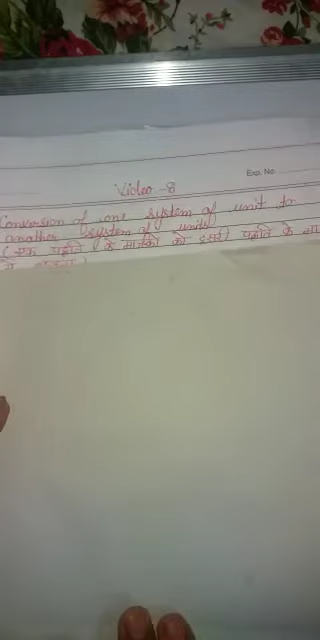 Exp. No.
Video - 8
Conversion of one system of unit to
another system of units
(एक पद्धति के मात्रकों को दूसरी पद्धति के